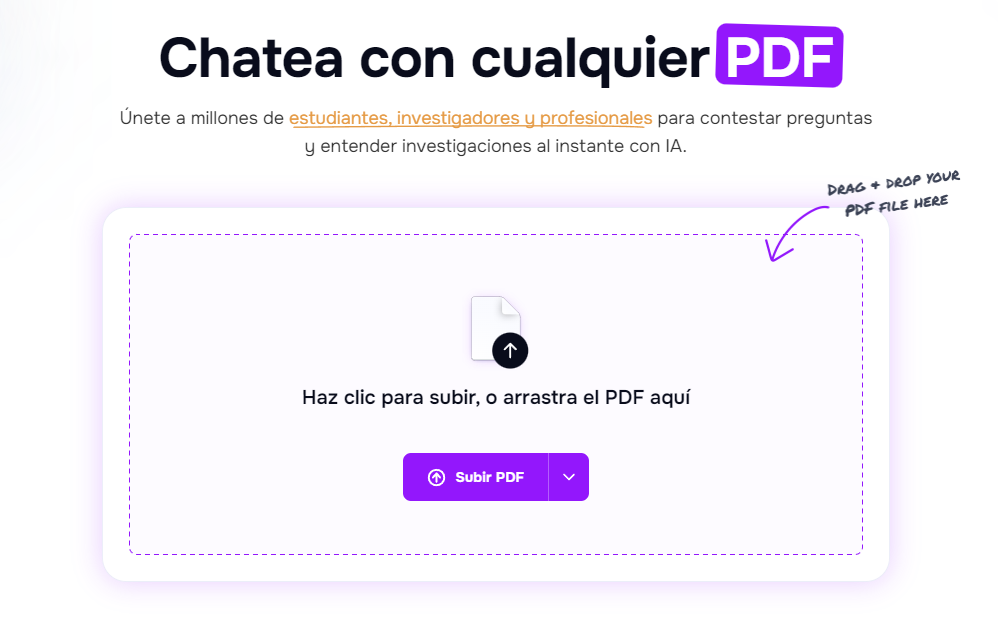 Chatea con cualquier PDF
Únete a millones de estudiantes, investigadores y profesionales para contestar preguntas
y entender investigaciones al instante con IA.
DRAG + DROP YOUR
PDF FILE HERE
Haz clic para subir, o arrastra el PDF aquí
Subir PDF